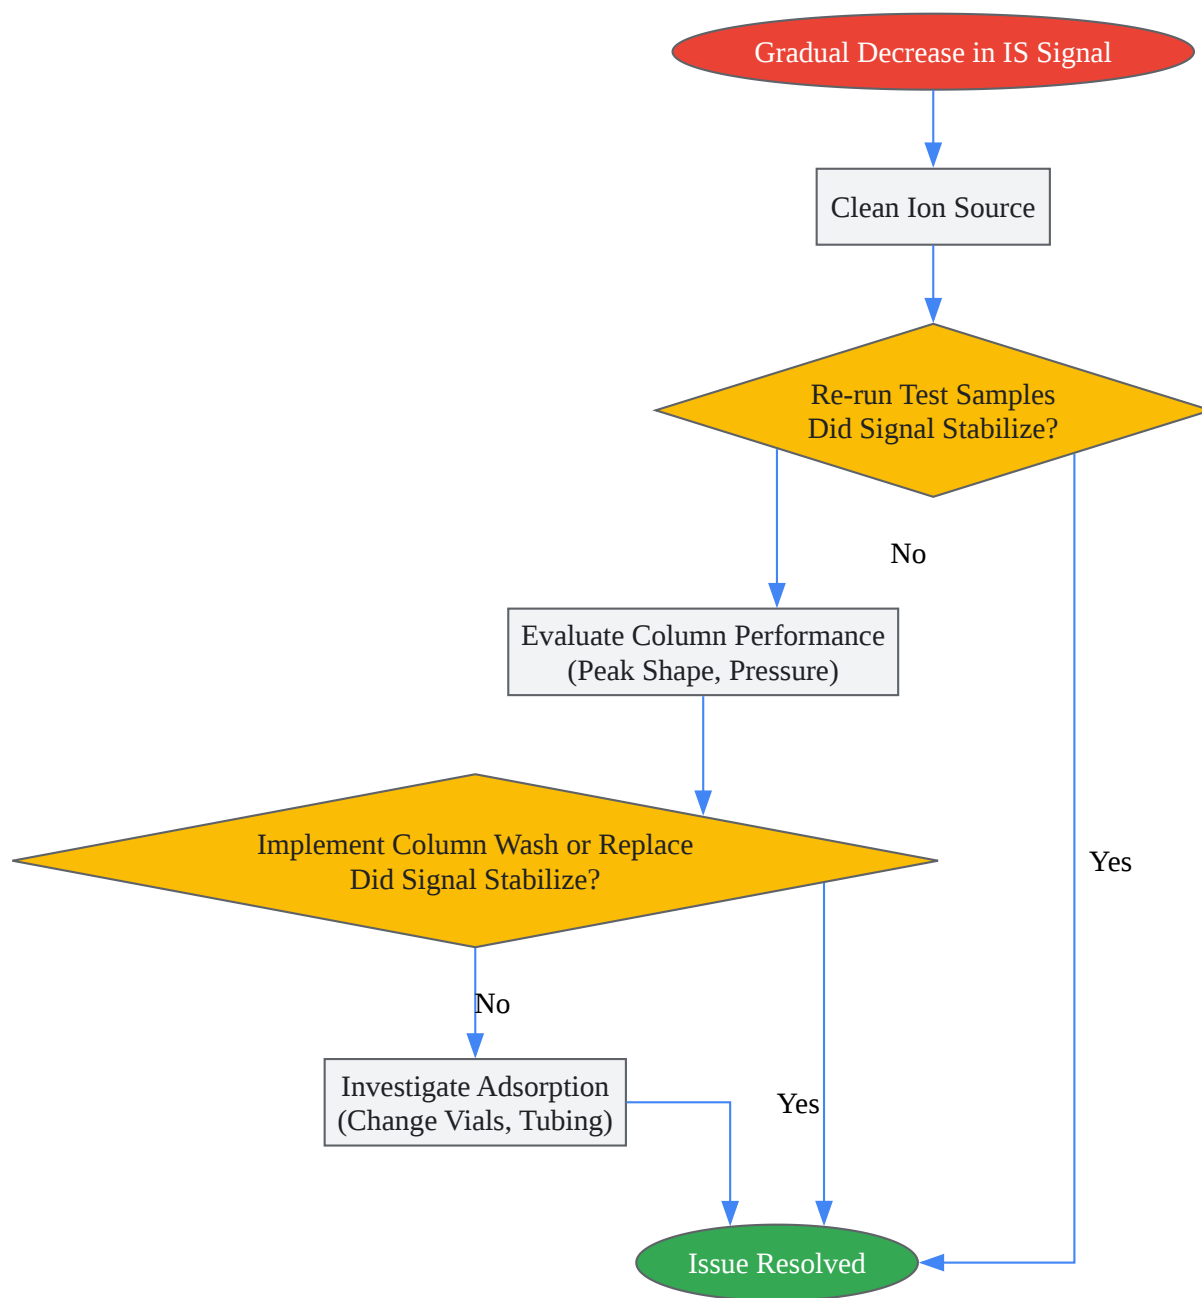 Gradual Decrease in IS Signal
Clean Ion Source
Re-run Test Samples
Did Signal Stabilize?
No
Evaluate Column Performance
(Peak Shape, Pressure)
Implement Column Wash or Replace
Did Signal Stabilize?
Yes
No
Investigate Adsorption
(Change Vials, Tubing)
Yes
Issue Resolved